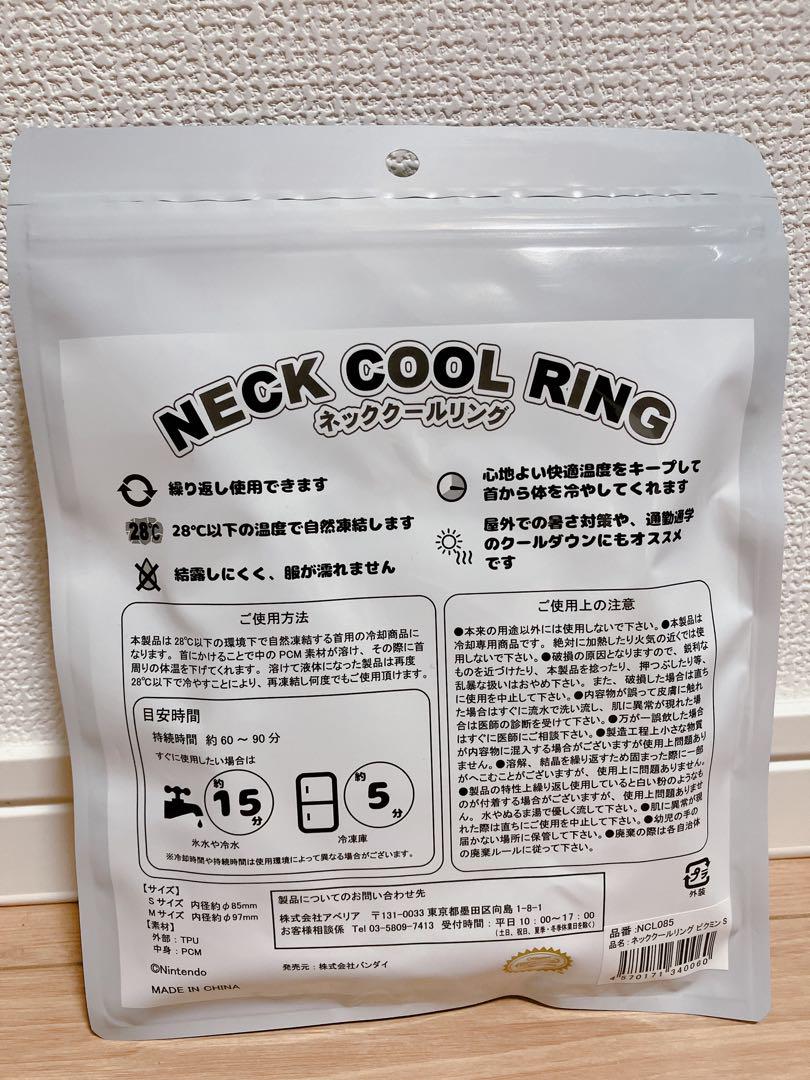 NECK COOL RING
ネッククールリング
繰り返し使用できます
28℃
28℃以下の温度で自然凍結します
結露しにくく、服が濡れません
心地よい快適温度をキープして
首から体を冷やしてくれます
屋外での暑さ対策や、通勤通学
のクールダウンにもオススメ
です
ご使用方法
本製品は28℃以下の環境下で自然凍結する首用の冷却商品に
なります。首にかけることで中のPCM素材が溶け、その際に首
周りの体温を下げてくれます。溶けて液体になった製品は再度
28℃以下で冷やすことにより、再凍結し何度でもご使用頂けます。
目安時間
持続時間 約60～90分
すぐに使用したい場合は
約
15
分
氷水や冷水
約
5
分
冷凍庫
※冷却時間や持続時間は使用環境によって異なる場合がございます。
ご使用上の注意
●本来の用途以外には使用しないで下さい。●本製品は
冷却専用商品です。絶対に加熱したり火気の近くでは使
用しないで下さい。●破損の原因となりますので、鋭利な
ものを近づけたり、本製品を捻ったり、押つぶしたり等、
乱暴な扱いはおやめ下さい。また、破損した場合は直ち
に使用を中止して下さい。●内容物が誤って皮膚に触れ
た場合はすぐに流水で洗い流し、肌に異常が現れた場
合は医師の診断を受けて下さい。●万が一誤飲した場合
はすぐに医師にご相談下さい。●製造工程上小さな物質
が内容物に混入する場合がございますが使用上問題あり
ません。●溶解、結晶を繰り返すため固まった際に一部
がへこむことがございますが、使用上に問題ありません。
●製品の特性上繰り返し使用していると白い粉のようなも
のが付着する場合がございますが、使用上問題ありませ
ん。水やぬるま湯で優しく流して下さい。●肌に異常が現
れた際は直ちにご使用を中止して下さい。●幼児の手の
届かない場所に保管して下さい。●廃棄の際は各自治体
の廃棄ルールに従って下さい。
プラ
外装
【サイズ】
Sサイズ 内径約φ85mm
Mサイズ 内径約φ97mm
【素材】
外部：TPU
中身：PCM
©Nintendo
MADE IN CHINA
製品についてのお問い合わせ先
株式会社アベリア 〒131-0033 東京都墨田区向島1-8-1
お客様相談係 Tel 03-5809-7413 受付時間：平日10：00～17：00
（土日、祝日、夏季・冬季休業日を除く）
発売元：株式会社バンダイ
品番：NCL085
品名：ネッククールリング ピクミン S
4570171340060